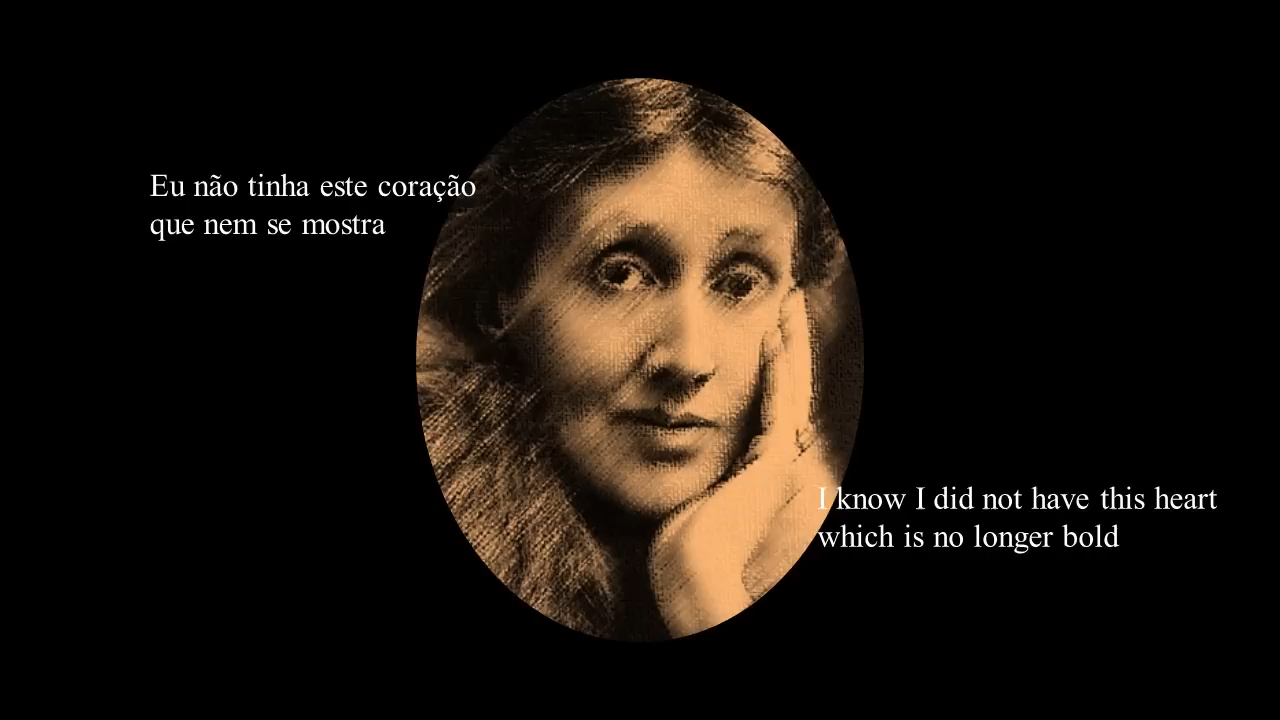 Eu não tinha este coração
que nem se mostra
I know I did not have this heart
which is no longer bold